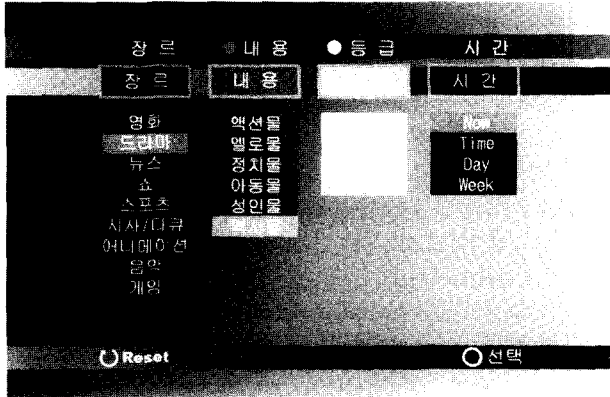 장르 내용 등급 시간
장르 내용 시간
영화 액션물 Now
드라마 멜로물 Time
뉴스 정치물 Day
쇼 아동물 Week
스포츠 성인물
시사/다큐
애니메이션
음악
게임
Reset 선택